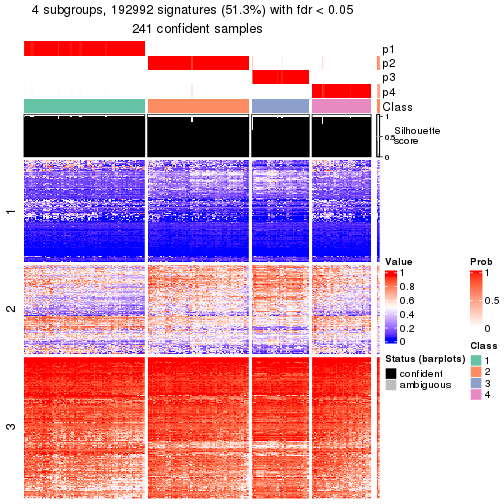 4 subgroups, 192992 signatures (51.3%) with fdr < 0.05
241 confident samples
p1
p2
p3
p4
Class
1
0.5
0
Silhouette
score
1
2
3
Value
1
0.8
0.6
0.4
0.2
0
Prob
1
0.5
0
Status (barplots)
confident
ambiguous
Class
1
2
3
4